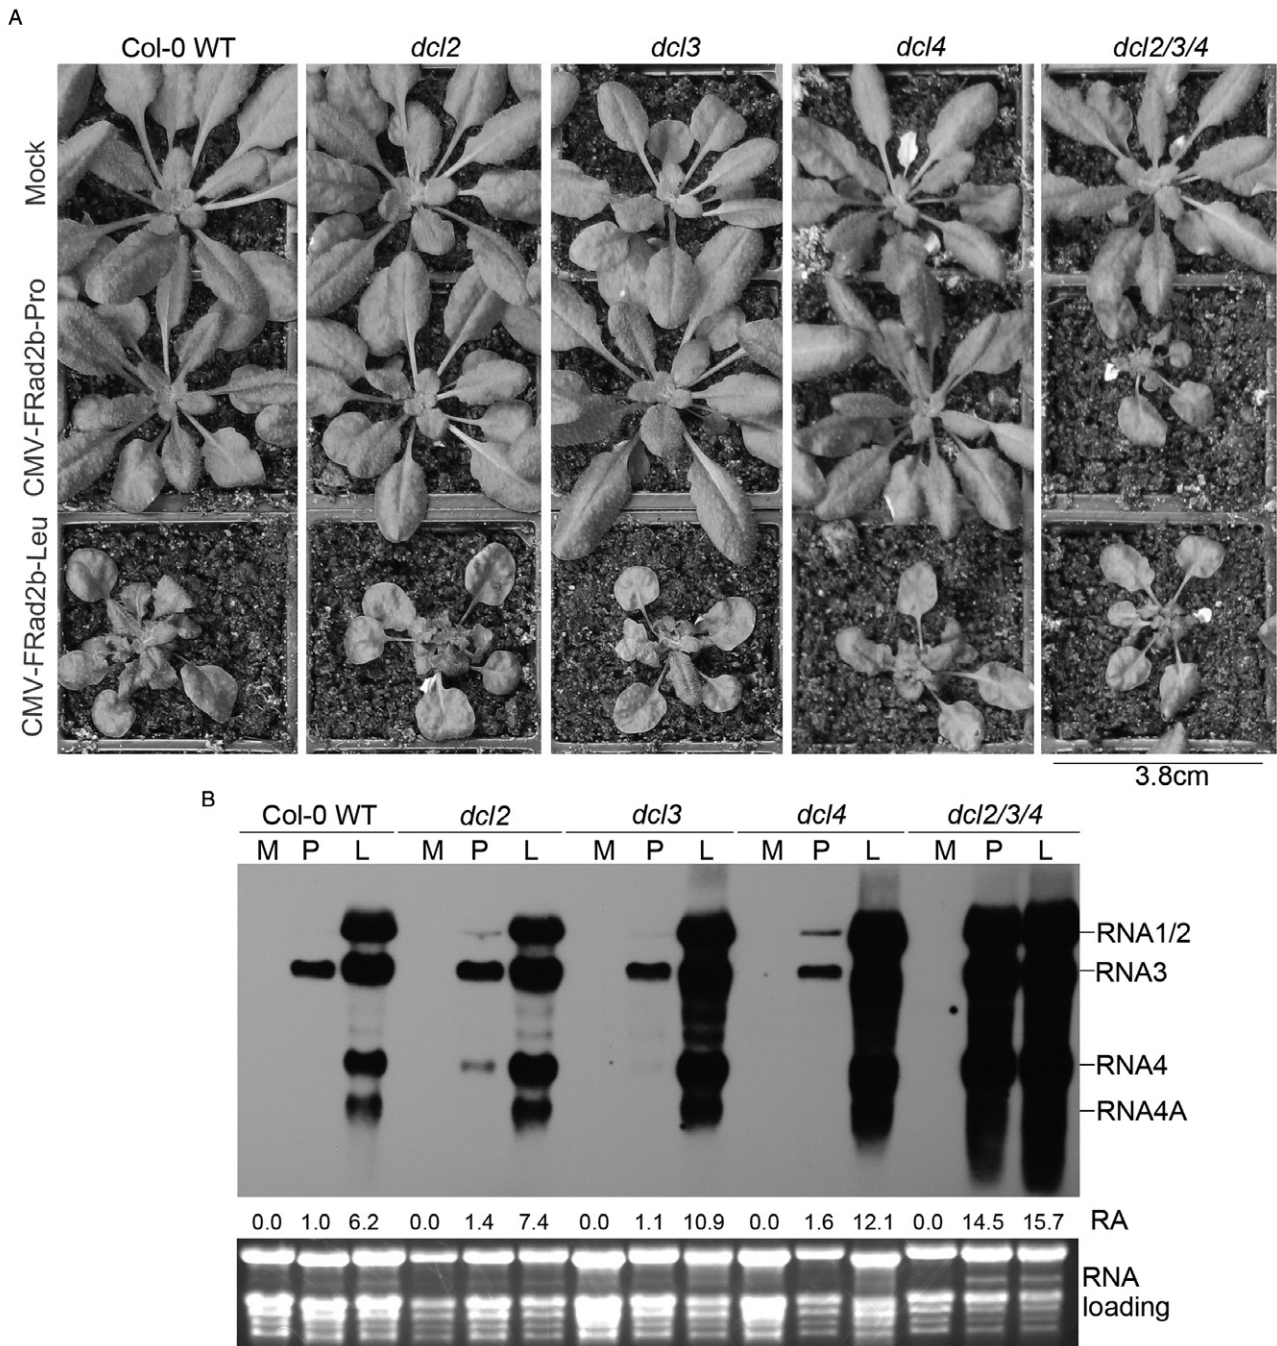 A
Col-0 WT dcl2 dcl3 dcl4 dcl2/3/4
Mock
CMV-FRad2b-Pro
CMV-FRad2b-Leu
3.8cm
B
Col-0 WT dcl2 dcl3 dcl4 dcl2/3/4
M P L M P L M P L M P L M P L
RNA1/2
RNA3
RNA4
RNA4A
0.0 1.0 6.2 0.0 1.4 7.4 0.0 1.1 10.9 0.0 1.6 12.1 0.0 14.5 15.7 RA
RNA
loading